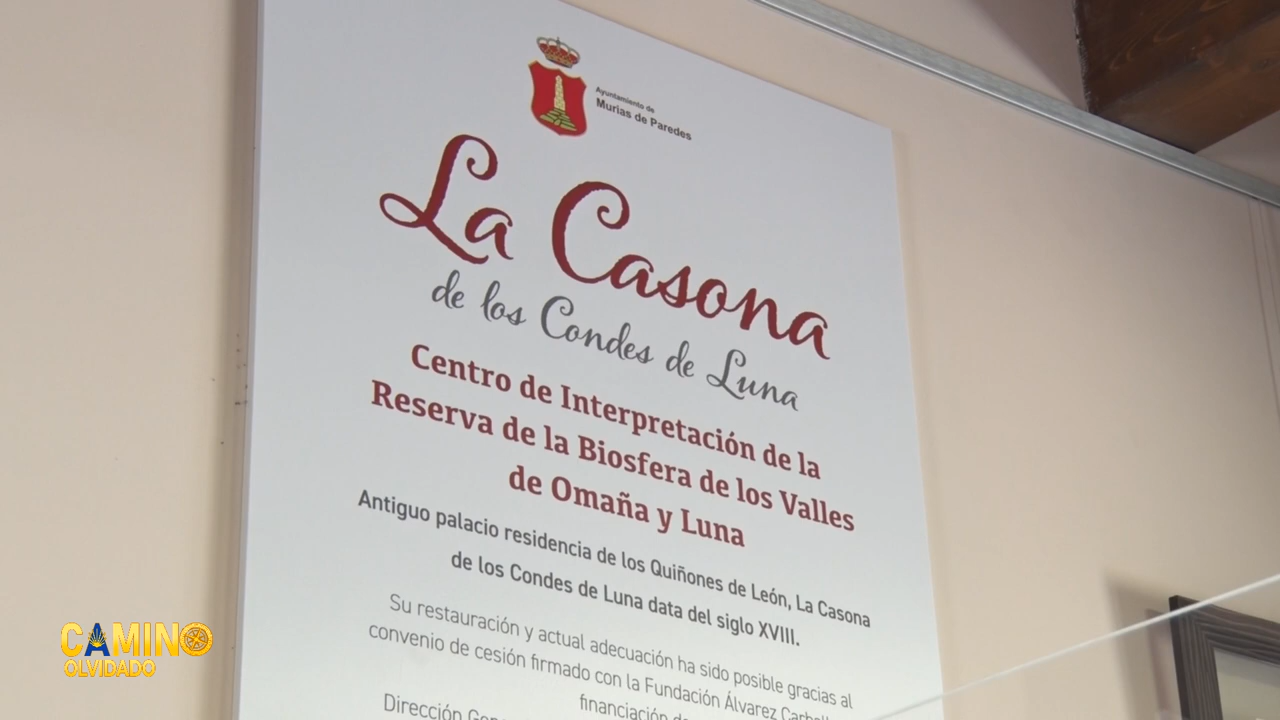 Ayuntamiento de
Murias de Paredes
La Casona
de los Condes de Luna
Centro de Interpretación de la
Reserva de la Biosfera de los Valles
de Omaña y Luna
Antiguo palacio residencia de los Quiñones de León, La Casona
de los Condes de Luna data del siglo XVIII.
Su restauración y actual adecuación ha sido posible gracias al
convenio de cesión firmado con la Fundación Álvarez
financiación
Dirección
CAMINO
OLVIDADO